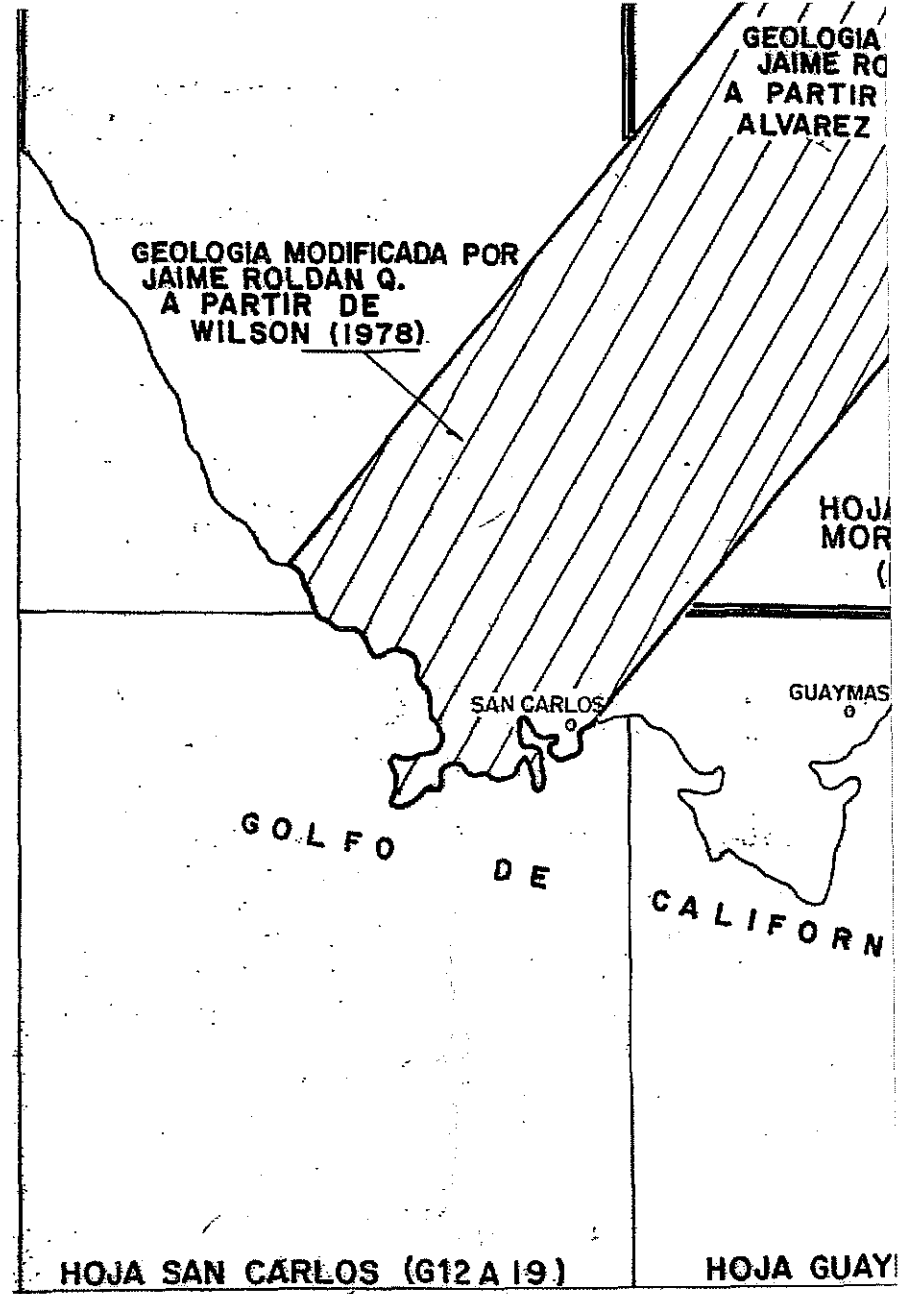 GEOLOGIA
JAIME RO
A PARTIR
ALVAREZ
GEOLOGIA MODIFICADA POR
JAIME ROLDAN Q.
A PARTIR DE
WILSON (1978)
HOJA
MOR
(
SAN CARLOS
GUAYMAS
GOLFO DE CALIFORN
HOJA SAN CARLOS (G12 A 19)
HOJA GUAY